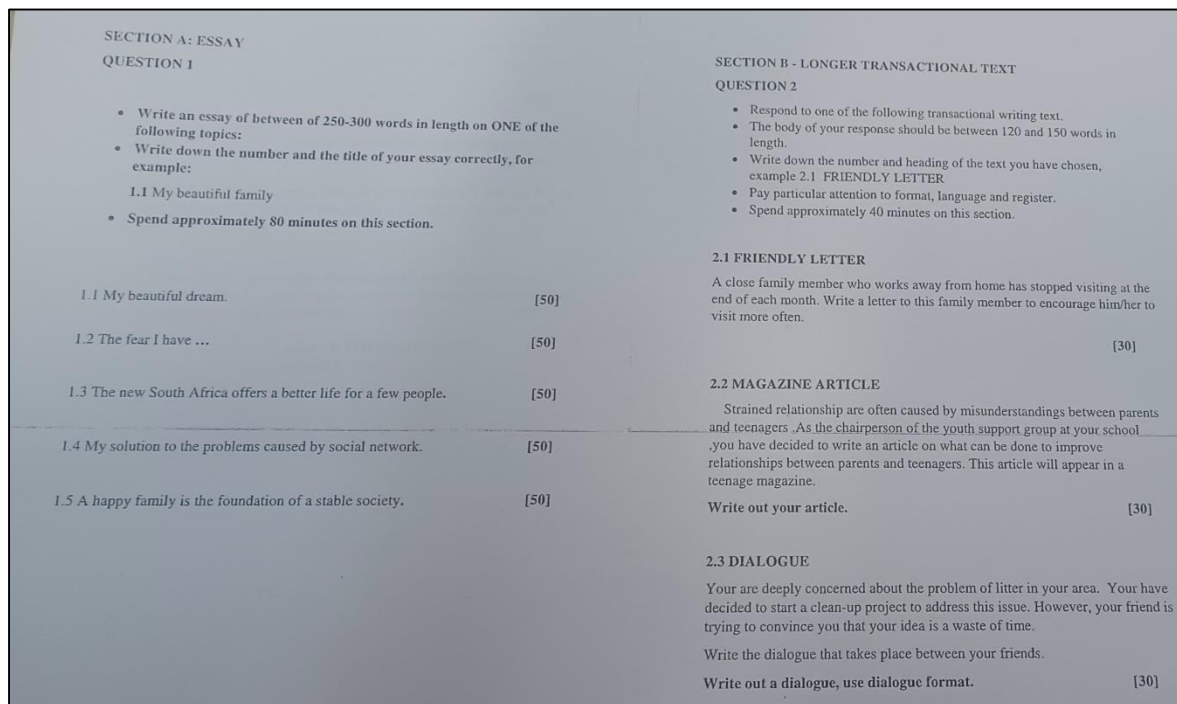 SECTION A: ESSAY
QUESTION 1
• Write an essay of between of 250-300 words in length on ONE of the
following topics:
• Write down the number and the title of your essay correctly, for
example:
1.1 My beautiful family
• Spend approximately 80 minutes on this section.
1.1 My beautiful dream. [50]
1.2 The fear I have ... [50]
1.3 The new South Africa offers a better life for a few people. [50]
1.4 My solution to the problems caused by social network. [50]
1.5 A happy family is the foundation of a stable society. [50]
SECTION B - LONGER TRANSACTIONAL TEXT
QUESTION 2
• Respond to one of the following transactional writing text.
• The body of your response should be between 120 and 150 words in
length.
• Write down the number and heading of the text you have chosen,
example 2.1 FRIENDLY LETTER
• Pay particular attention to format, language and register.
• Spend approximately 40 minutes on this section.
2.1 FRIENDLY LETTER
A close family member who works away from home has stopped visiting at the
end of each month. Write a letter to this family member to encourage him/her to
visit more often.
[30]
2.2 MAGAZINE ARTICLE
Strained relationship are often caused by misunderstandings between parents
and teenagers .As the chairperson of the youth support group at your school
,you have decided to write an article on what can be done to improve
relationships between parents and teenagers. This article will appear in a
teenage magazine.
Write out your article. [30]
2.3 DIALOGUE
Your are deeply concerned about the problem of litter in your area. Your have
decided to start a clean-up project to address this issue. However, your friend is
trying to convince you that your idea is a waste of time.
Write the dialogue that takes place between your friends.
Write out a dialogue, use dialogue format. [30]